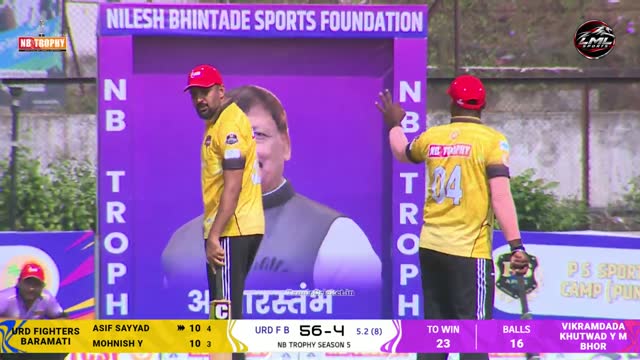 NILESH BHINTADE SPORTS FOUNDATION
NB TROPHY
LML
SPORTS
NB TROPH
NB TROPHY
NB TROPHY
04
आधारस्तंभ
P S SPORT
CAMP (PUN
URD FIGHTERS
BARAMATI
ASIF SAYYAD 10 4
MOHNISH Y 10 3
URD F B 56-4 5.2 (8)
NB TROPHY SEASON 5
TO WIN
23
BALLS
16
VIKRAMDADA
KHUTWAD Y M
BHOR